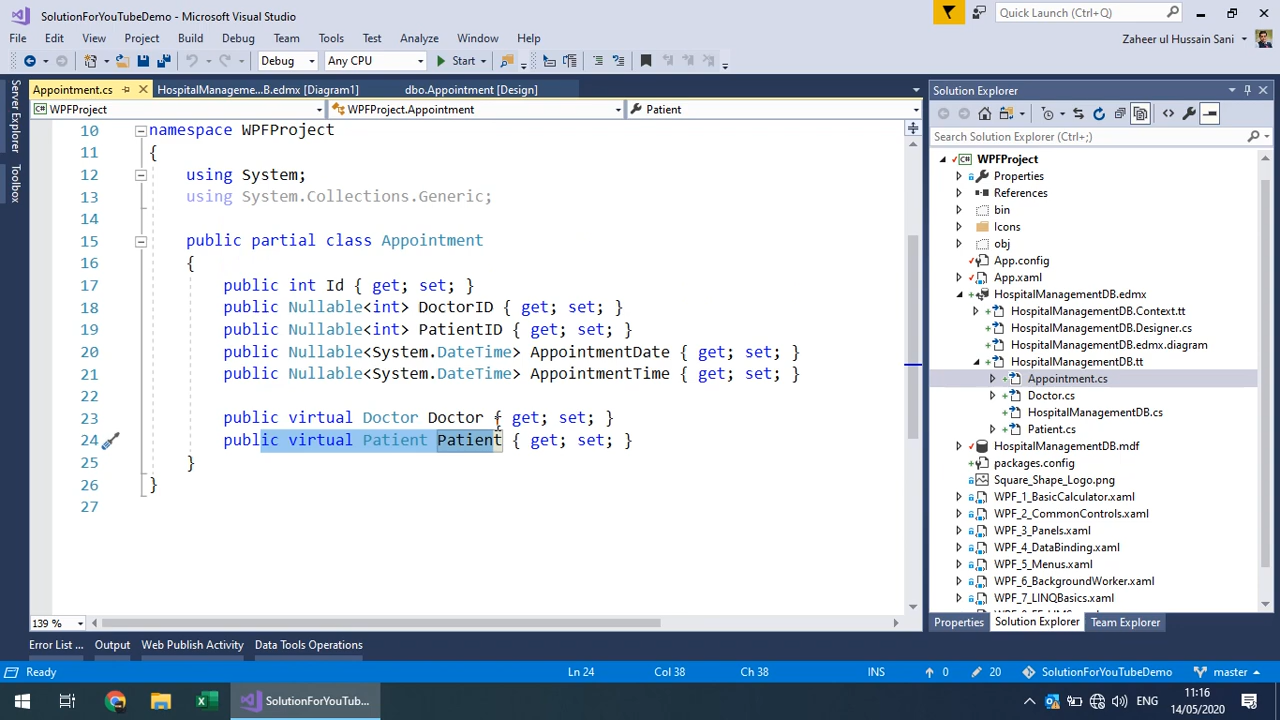 SolutionForYouTubeDemo - Microsoft Visual Studio
Quick Launch (Ctrl+Q)
File Edit View Project Build Debug Team Tools Test Analyze Window Help
Zaheer ul Hussain Sani
Debug Any CPU Start
Server Explorer
Toolbox
Appointment.cs HospitalManageme...B.edmx [Diagram1] dbo.Appointment [Design]
WPFProject WPFProject.Appointment Patient
10 namespace WPFProject
11 {
12 using System;
13 using System.Collections.Generic;
14
15 public partial class Appointment
16 {
17 public int Id { get; set; }
18 public Nullable<int> DoctorID { get; set; }
19 public Nullable<int> PatientID { get; set; }
20 public Nullable<System.DateTime> AppointmentDate { get; set; }
21 public Nullable<System.DateTime> AppointmentTime { get; set; }
22
23 public virtual Doctor Doctor { get; set; }
24 public virtual Patient Patient { get; set; }
25 }
26 }
27
139 %
Solution Explorer
Search Solution Explorer (Ctrl+;)
WPFProject
Properties
References
bin
Icons
obj
App.config
App.xaml
HospitalManagementDB.edmx
HospitalManagementDB.Context.tt
HospitalManagementDB.Designer.cs
HospitalManagementDB.edmx.diagram
HospitalManagementDB.tt
Appointment.cs
Doctor.cs
HospitalManagementDB.cs
Patient.cs
HospitalManagementDB.mdf
packages.config
Square_Shape_Logo.png
WPF_1_BasicCalculator.xaml
WPF_2_CommonControls.xaml
WPF_3_Panels.xaml
WPF_4_DataBinding.xaml
WPF_5_Menus.xaml
WPF_6_BackgroundWorker.xaml
WPF_7_LINQBasics.xaml
Properties Solution Explorer Team Explorer
Error List ... Output Web Publish Activity Data Tools Operations
Ready Ln 24 Col 38 Ch 38 INS 0 20 SolutionForYouTubeDemo master
SolutionForYouTub... ENG
11:16
14/05/2020